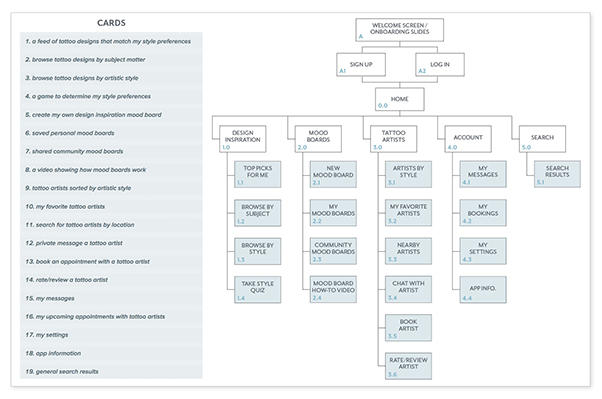 CARDS
1. a feed of tattoo designs that match my style preferences
2. browse tattoo designs by subject matter
3. browse tattoo designs by artistic style
4. a game to determine my style preferences
5. create my own design inspiration mood board
6. saved personal mood boards
7. shared community mood boards
8. a video showing how mood boards work
9. tattoo artists sorted by artistic style
10. my favorite tattoo artists
11. search for tattoo artists by location
12. private message a tattoo artist
13. book an appointment with a tattoo artist
14. rate/review a tattoo artist
15. my messages
16. my upcoming appointments with tattoo artists
17. my settings
18. app information
19. general search results
WELCOME SCREEN /
ONBOARDING SLIDES
A
SIGN UP
A1
LOG IN
A2
HOME
0.0
DESIGN
INSPIRATION
1.0
TOP PICKS
FOR ME
1.1
BROWSE BY
SUBJECT
1.2
BROWSE BY
STYLE
1.3
TAKE STYLE
QUIZ
1.4
MOOD
BOARDS
2.0
NEW
MOOD BOARD
2.1
MY
MOOD BOARDS
2.2
COMMUNITY
MOOD BOARDS
2.3
MOOD BOARD
HOW-TO VIDEO
2.4
TATTOO
ARTISTS
3.0
ARTISTS BY
STYLE
3.1
MY FAVORITE
ARTISTS
3.2
NEARBY
ARTISTS
3.3
CHAT WITH
ARTIST
3.4
BOOK
ARTIST
3.5
RATE/REVIEW
ARTIST
3.6
ACCOUNT
4.0
MY
MESSAGES
4.1
MY
BOOKINGS
4.2
MY
SETTINGS
4.3
APP INFO.
4.4
SEARCH
5.0
SEARCH
RESULTS
5.1